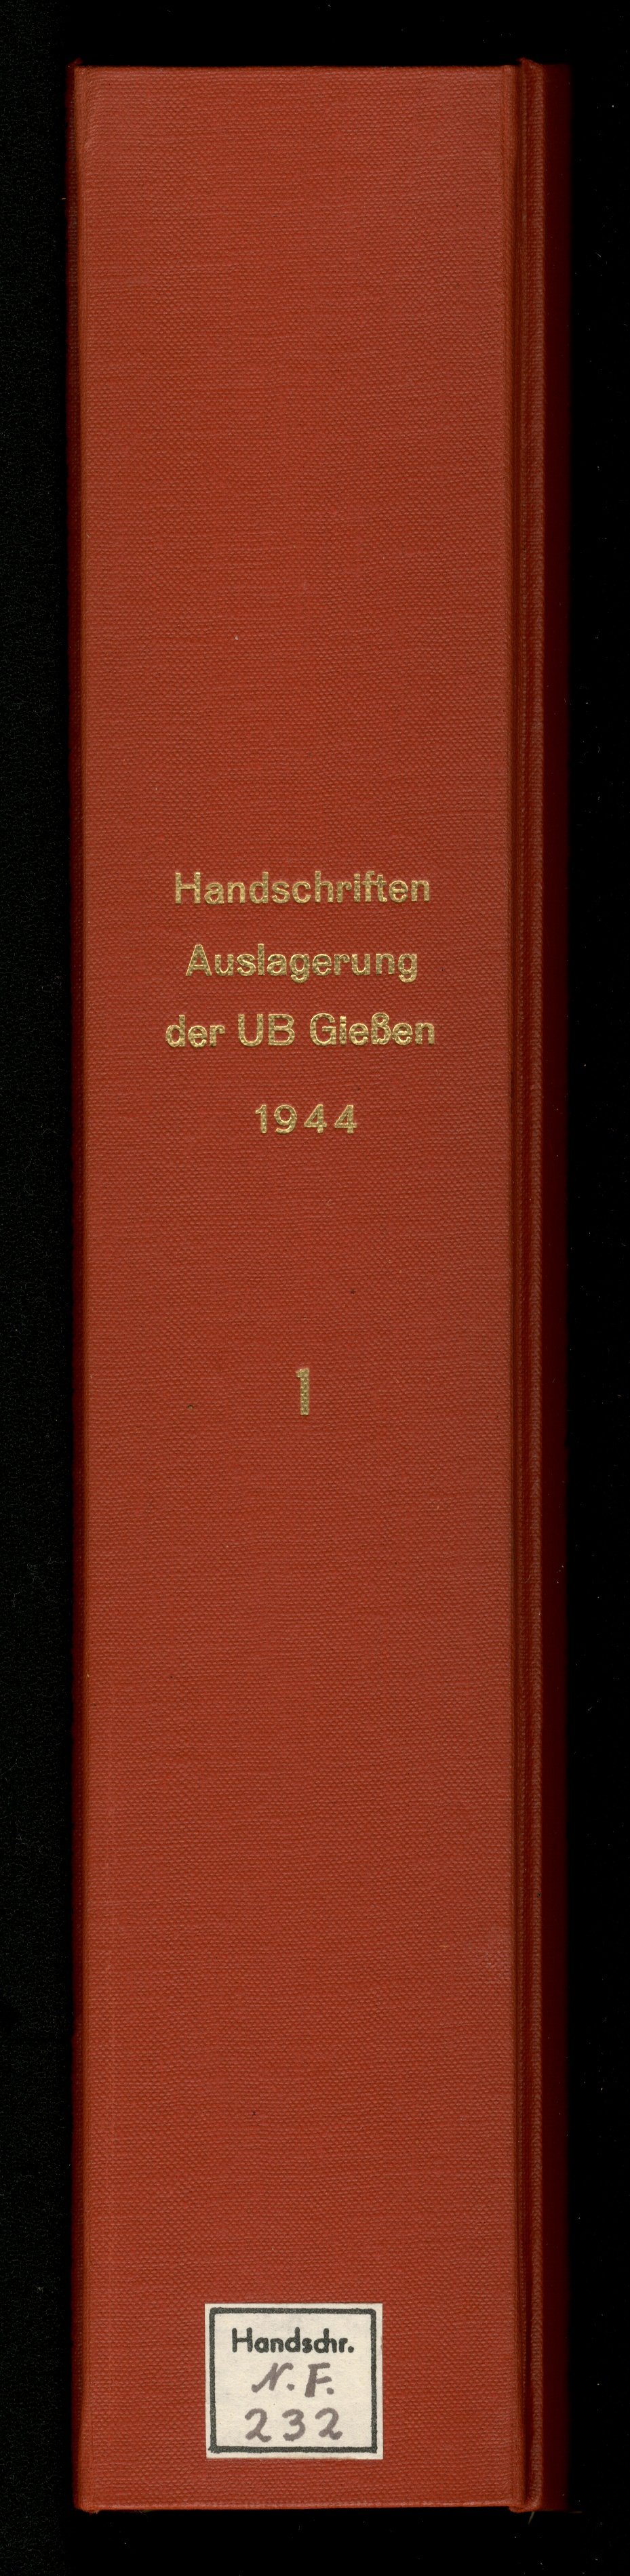 Handschriften
Auslagerung
der UB Gießen
1944
1
Handschr.
N. F.
232